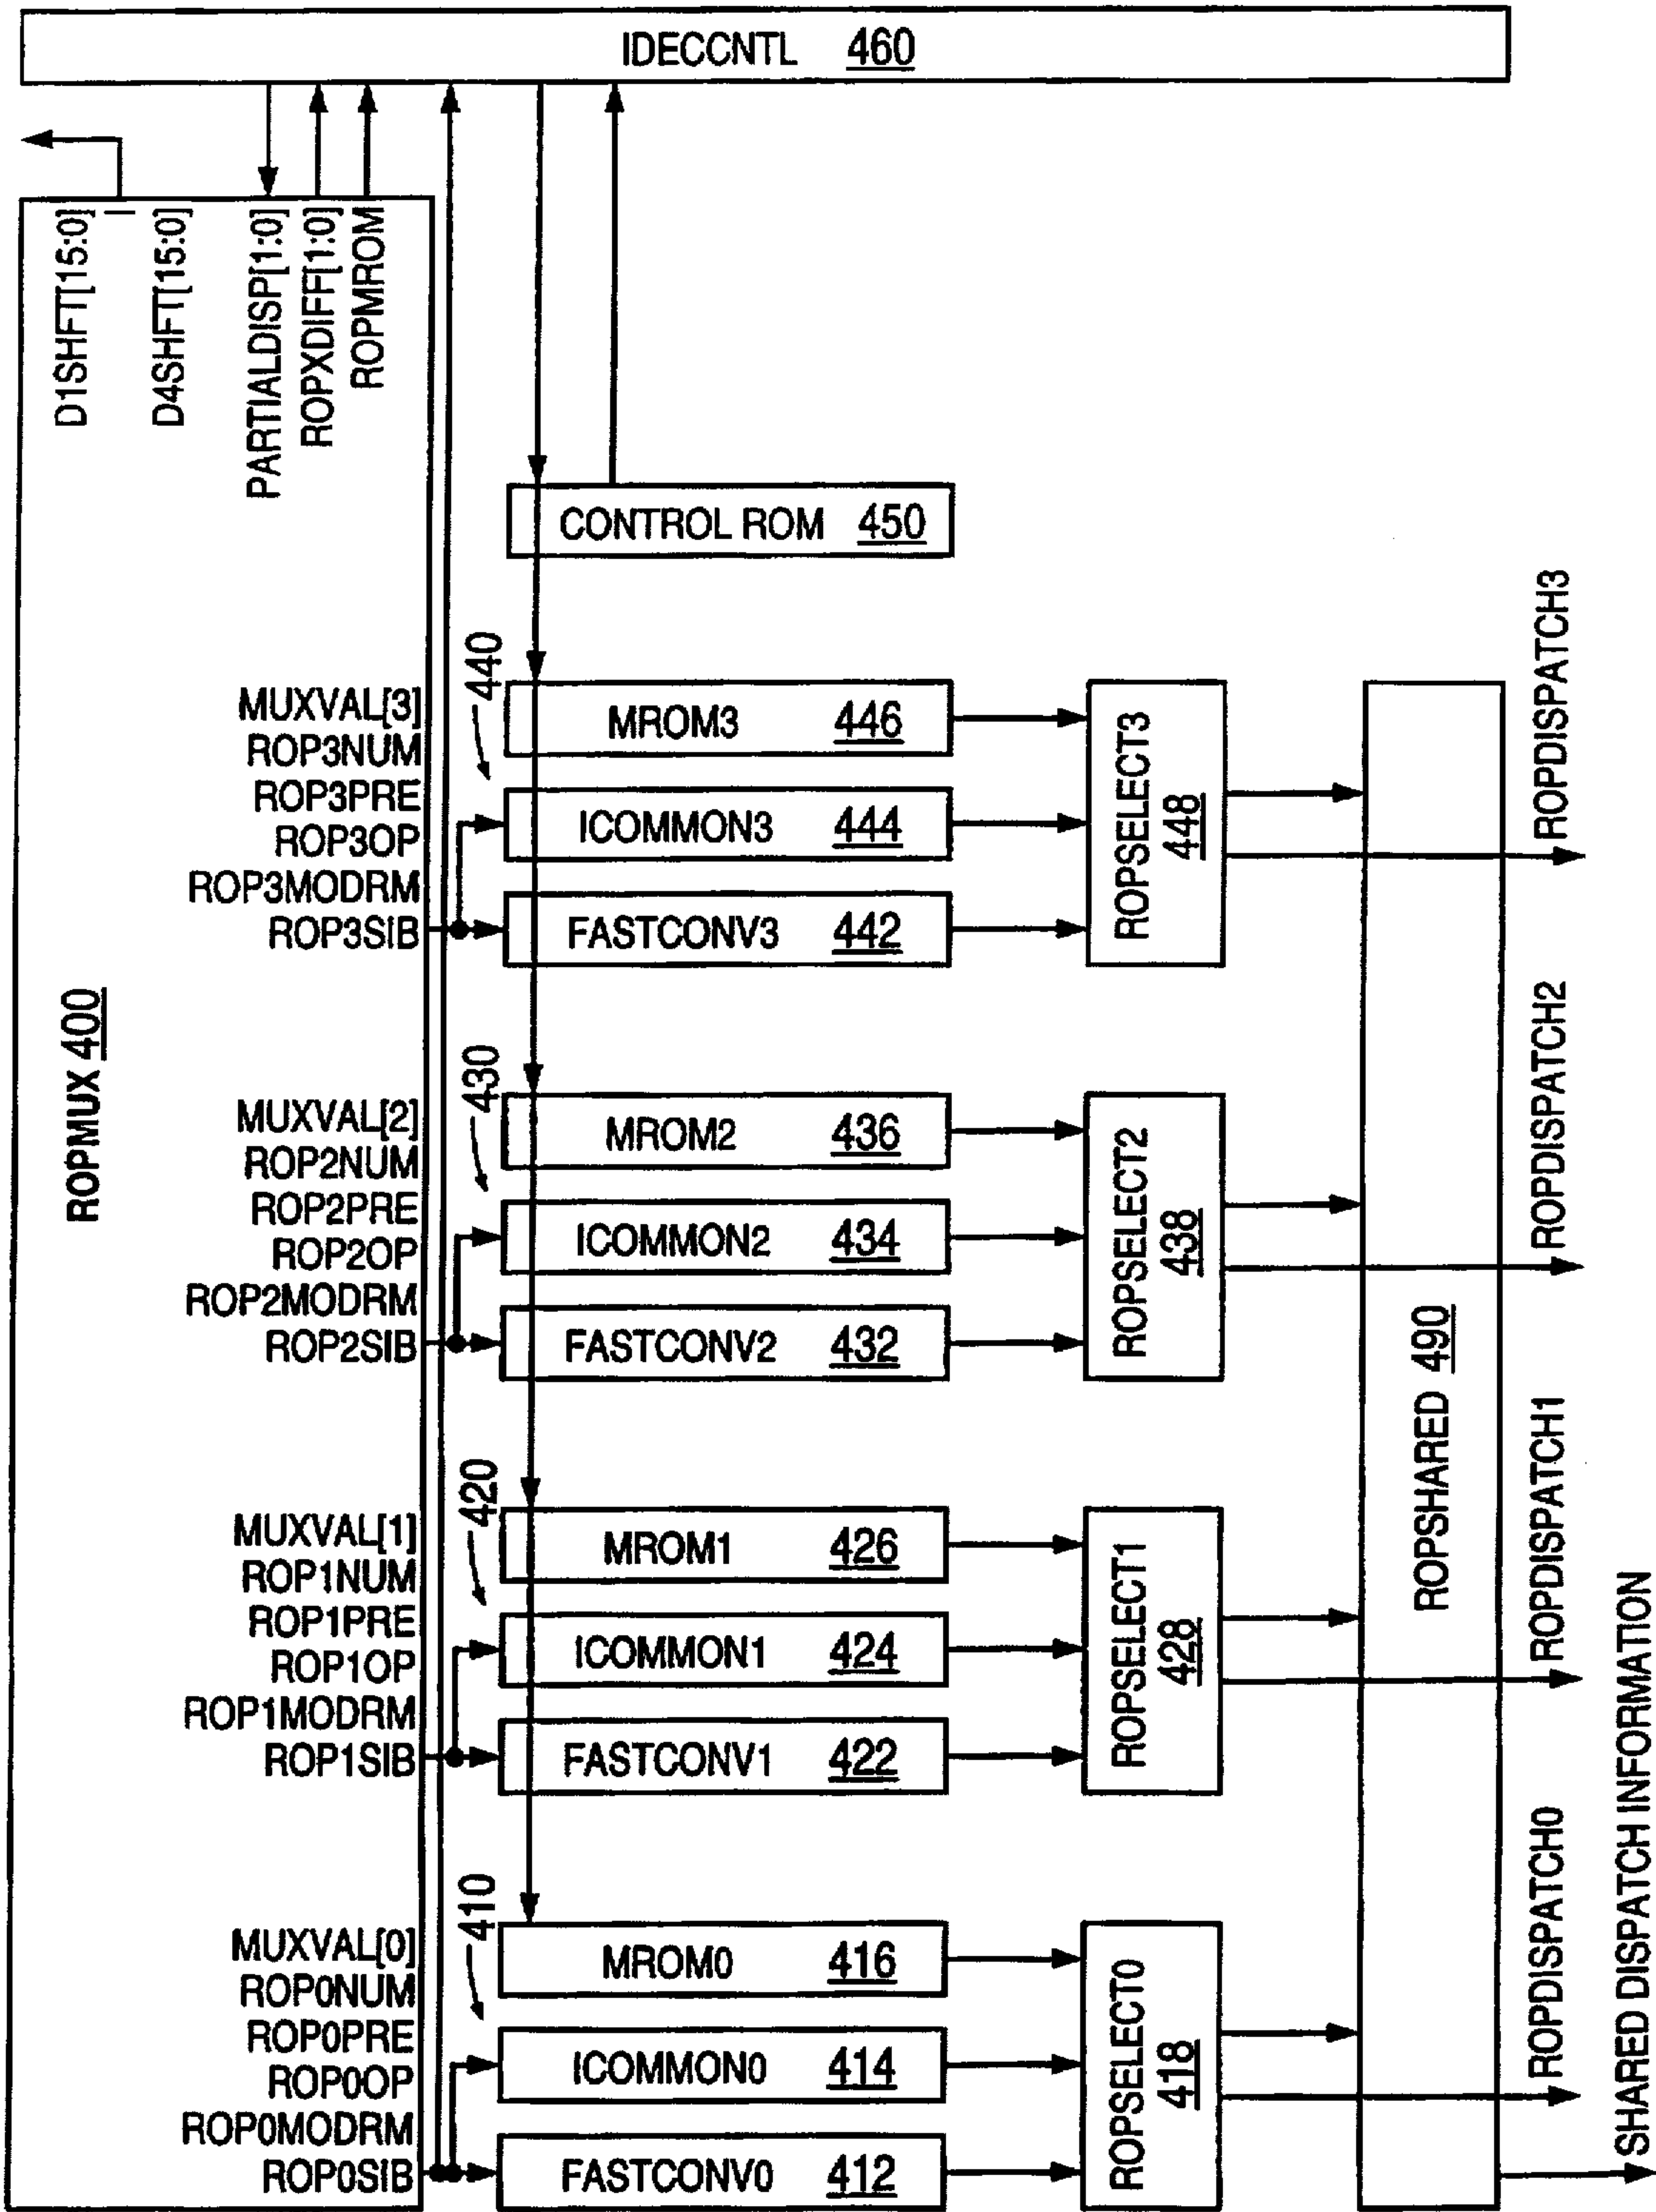 IDECCNTL 460
D1SHFT[15:0]
D4SHFT[15:0]
PARTIALDISP[1:0]
ROPXDIFF[1:0]
ROPMROM
CONTROL ROM 450
ROPMUX 400
MUXVAL[3]
ROP3NUM
ROP3PRE
ROP3OP
ROP3MODRM
ROP3SIB
440
MROM3 446
ICOMMON3 444
FASTCONV3 442
ROPSELECT3
448
ROPDISPATCH3
MUXVAL[2]
ROP2NUM
ROP2PRE
ROP2OP
ROP2MODRM
ROP2SIB
430
MROM2 436
ICOMMON2 434
FASTCONV2 432
ROPSELECT2
438
ROPDISPATCH2
ROPSHARED 490
MUXVAL[1]
ROP1NUM
ROP1PRE
ROP1OP
ROP1MODRM
ROP1SIB
420
MROM1 426
ICOMMON1 424
FASTCONV1 422
ROPSELECT1
428
ROPDISPATCH1
MUXVAL[0]
ROP0NUM
ROP0PRE
ROP0OP
ROP0MODRM
ROP0SIB
410
MROM0 416
ICOMMON0 414
FASTCONV0 412
ROPSELECT0
418
ROPDISPATCH0
SHARED DISPATCH INFORMATION